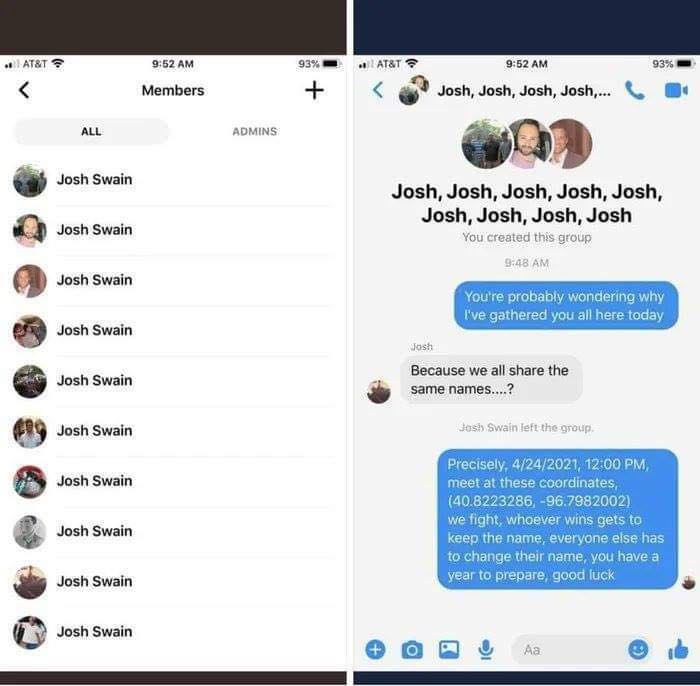 AT&T 9:52 AM 93%
Members
ALL ADMINS
Josh Swain
Josh Swain
Josh Swain
Josh Swain
Josh Swain
Josh Swain
Josh Swain
Josh Swain
Josh Swain
Josh Swain
AT&T 9:52 AM 93%
Josh, Josh, Josh, Josh,...
Josh, Josh, Josh, Josh, Josh,
Josh, Josh, Josh, Josh
You created this group
9:48 AM
You're probably wondering why
I've gathered you all here today
Josh
Because we all share the
same names....?
Josh Swain left the group.
Precisely, 4/24/2021, 12:00 PM,
meet at these coordinates,
(40.8223286, -96.7982002)
we fight, whoever wins gets to
keep the name, everyone else has
to change their name, you have a
year to prepare, good luck
Aa